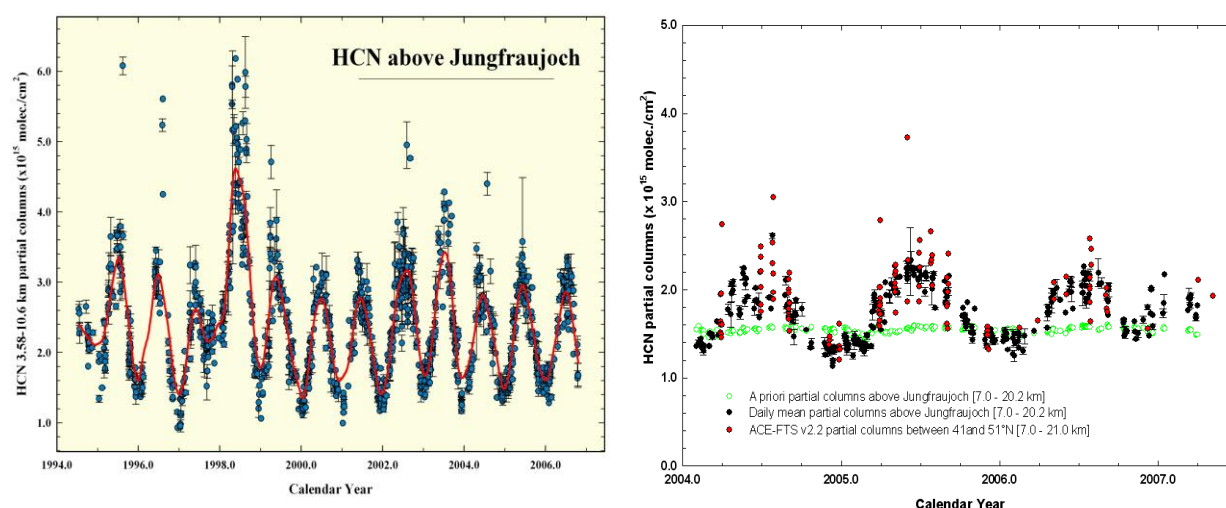 HCN above Jungfraujoch
HCN 3.58-10.6 km partial columns (x10¹⁵ molec./cm²)
6.0
5.0
4.0
3.0
2.0
1.0
1994.0 1996.0 1998.0 2000.0 2002.0 2004.0 2006.0
Calendar Year
HCN partial columns (x 10¹⁵ molec./cm²)
5.0
4.0
3.0
2.0
1.0
0.0
A priori partial columns above Jungfraujoch [7.0 - 20.2 km]
Daily mean partial columns above Jungfraujoch [7.0 - 20.2 km]
ACE-FTS v2.2 partial columns between 41and 51°N [7.0 - 21.0 km]
2004.0 2005.0 2006.0 2007.0
Calendar Year